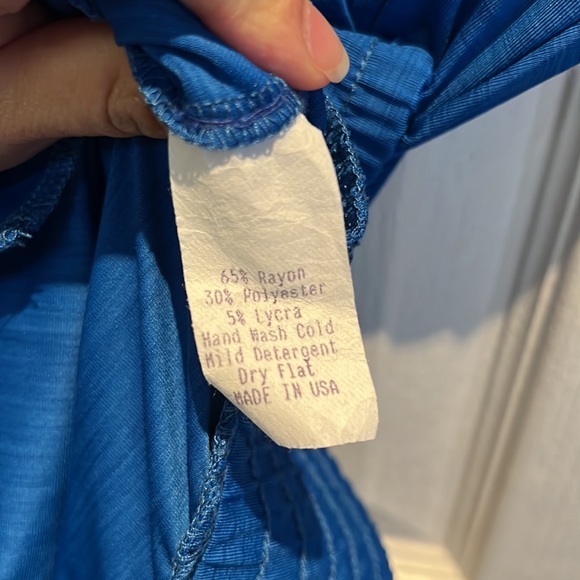 65% Rayon
30% Polyester
5% Lycra
Hand Wash Cold
Mild Detergent
Dry Flat
MADE IN USA